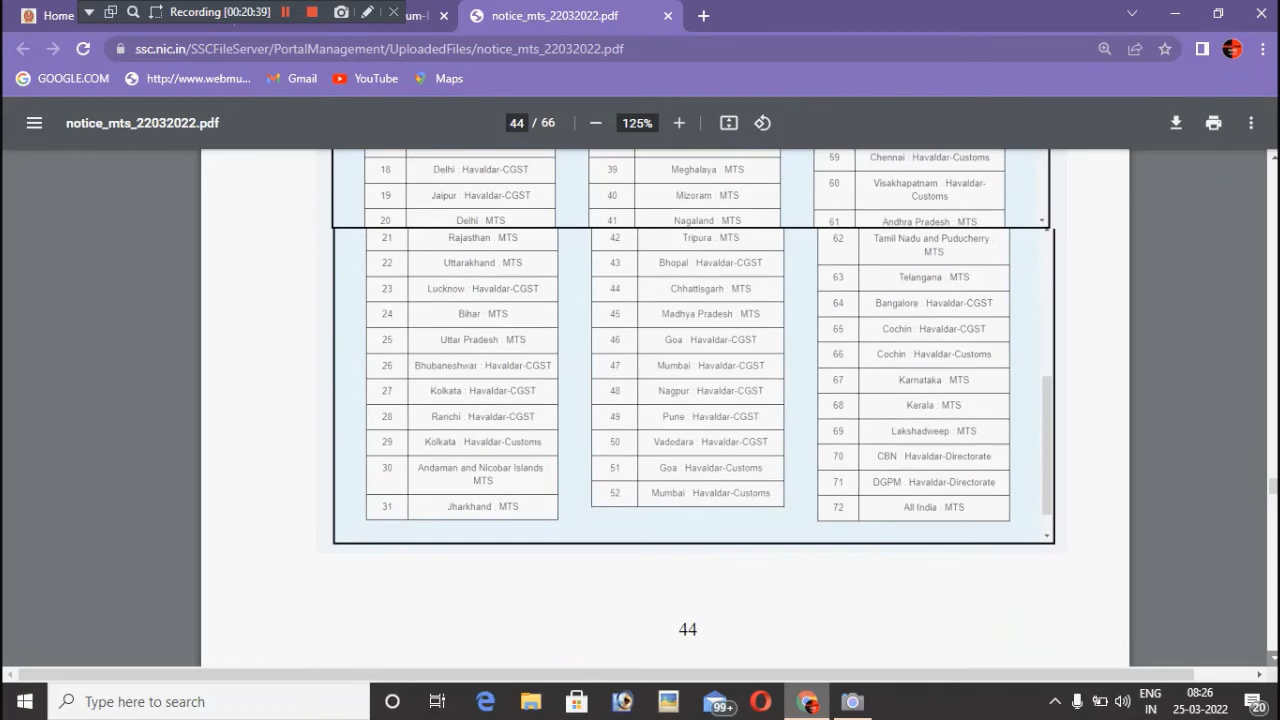 Home
Recording [00:20:39]
um-l
notice_mts_22032022.pdf
ssc.nic.in/SSCFileServer/PortalManagement/UploadedFiles/notice_mts_22032022.pdf
GOOGLE.COM
http://www.webmu...
Gmail
YouTube
Maps
notice_mts_22032022.pdf
44 / 66
125%
18 Delhi : Havaldar-CGST
19 Jaipur : Havaldar-CGST
20 Delhi : MTS
21 Rajasthan : MTS
22 Uttarakhand : MTS
23 Lucknow : Havaldar-CGST
24 Bihar : MTS
25 Uttar Pradesh : MTS
26 Bhubaneshwar : Havaldar-CGST
27 Kolkata : Havaldar-CGST
28 Ranchi : Havaldar-CGST
29 Kolkata : Havaldar-Customs
30 Andaman and Nicobar Islands
MTS
31 Jharkhand : MTS
39 Meghalaya : MTS
40 Mizoram : MTS
41 Nagaland : MTS
42 Tripura : MTS
43 Bhopal : Havaldar-CGST
44 Chhattisgarh : MTS
45 Madhya Pradesh : MTS
46 Goa : Havaldar-CGST
47 Mumbai : Havaldar-CGST
48 Nagpur : Havaldar-CGST
49 Pune : Havaldar-CGST
50 Vadodara : Havaldar-CGST
51 Goa : Havaldar-Customs
52 Mumbai : Havaldar-Customs
59 Chennai : Havaldar-Customs
60 Visakhapatnam : Havaldar-
Customs
61 Andhra Pradesh : MTS
62 Tamil Nadu and Puducherry :
MTS
63 Telangana : MTS
64 Bangalore : Havaldar-CGST
65 Cochin : Havaldar-CGST
66 Cochin : Havaldar-Customs
67 Karnataka : MTS
68 Kerala : MTS
69 Lakshadweep : MTS
70 CBN : Havaldar-Directorate
71 DGPM : Havaldar-Directorate
72 All India : MTS
44
Type here to search
99+
ENG
IN
08:26
25-03-2022
20